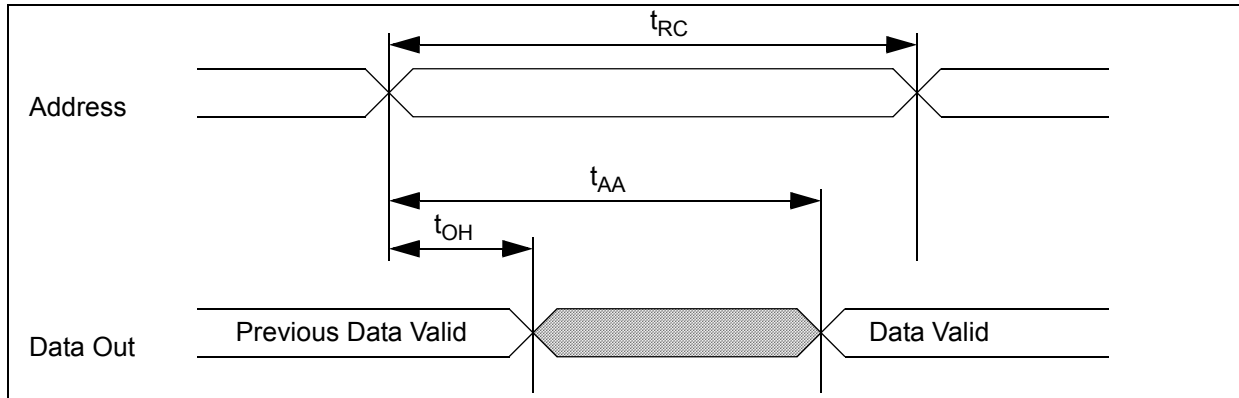 tRC
Address
tAA
tOH
Previous Data Valid
Data Valid
Data Out